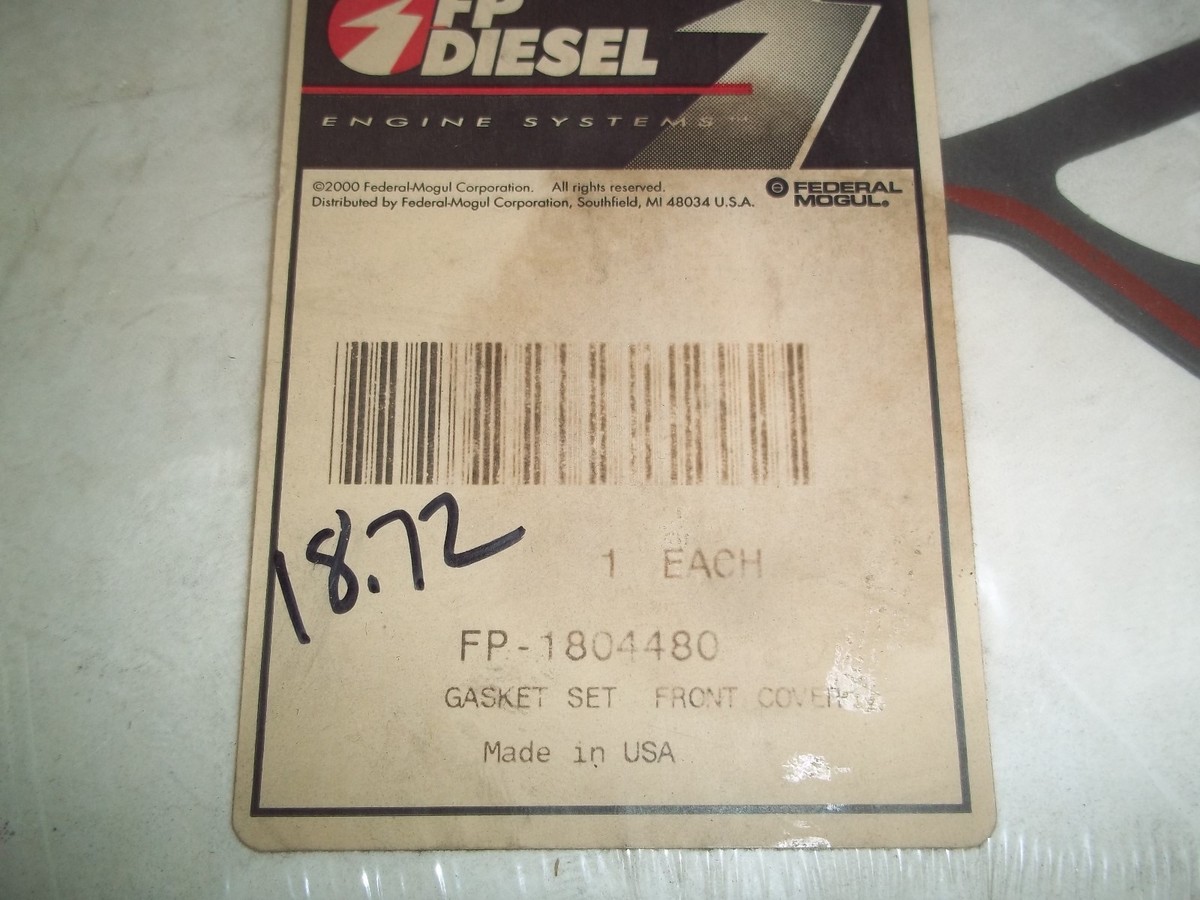 FP
DIESEL
ENGINE SYSTEMS™
©2000 Federal-Mogul Corporation. All rights reserved.
Distributed by Federal-Mogul Corporation, Southfield, MI 48034 U.S.A.
FEDERAL
MOGUL®
18.72
1 EACH
FP-1804480
GASKET SET FRONT COVER
Made in USA